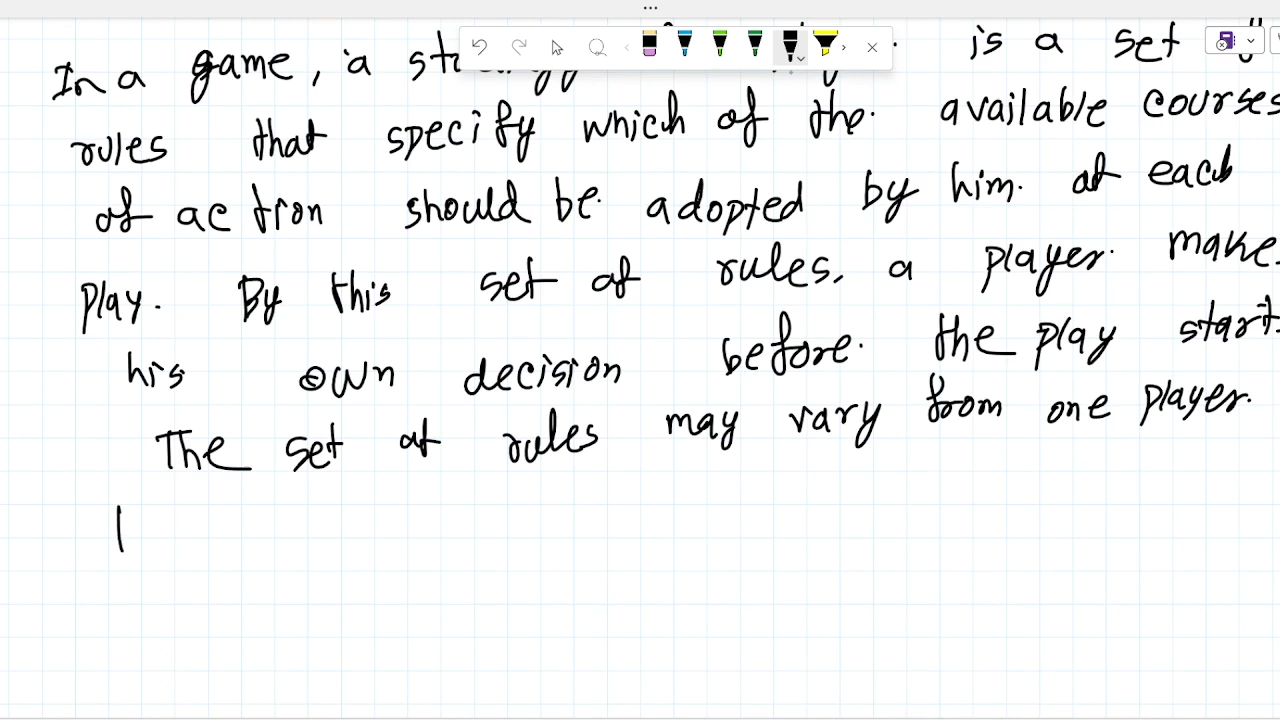 In a game, a is a set
rules that specify which of the available courses
of action should be adopted by him at each
play. By this set of rules, a player make
his own decision before the play start
The set of rules may vary from one player